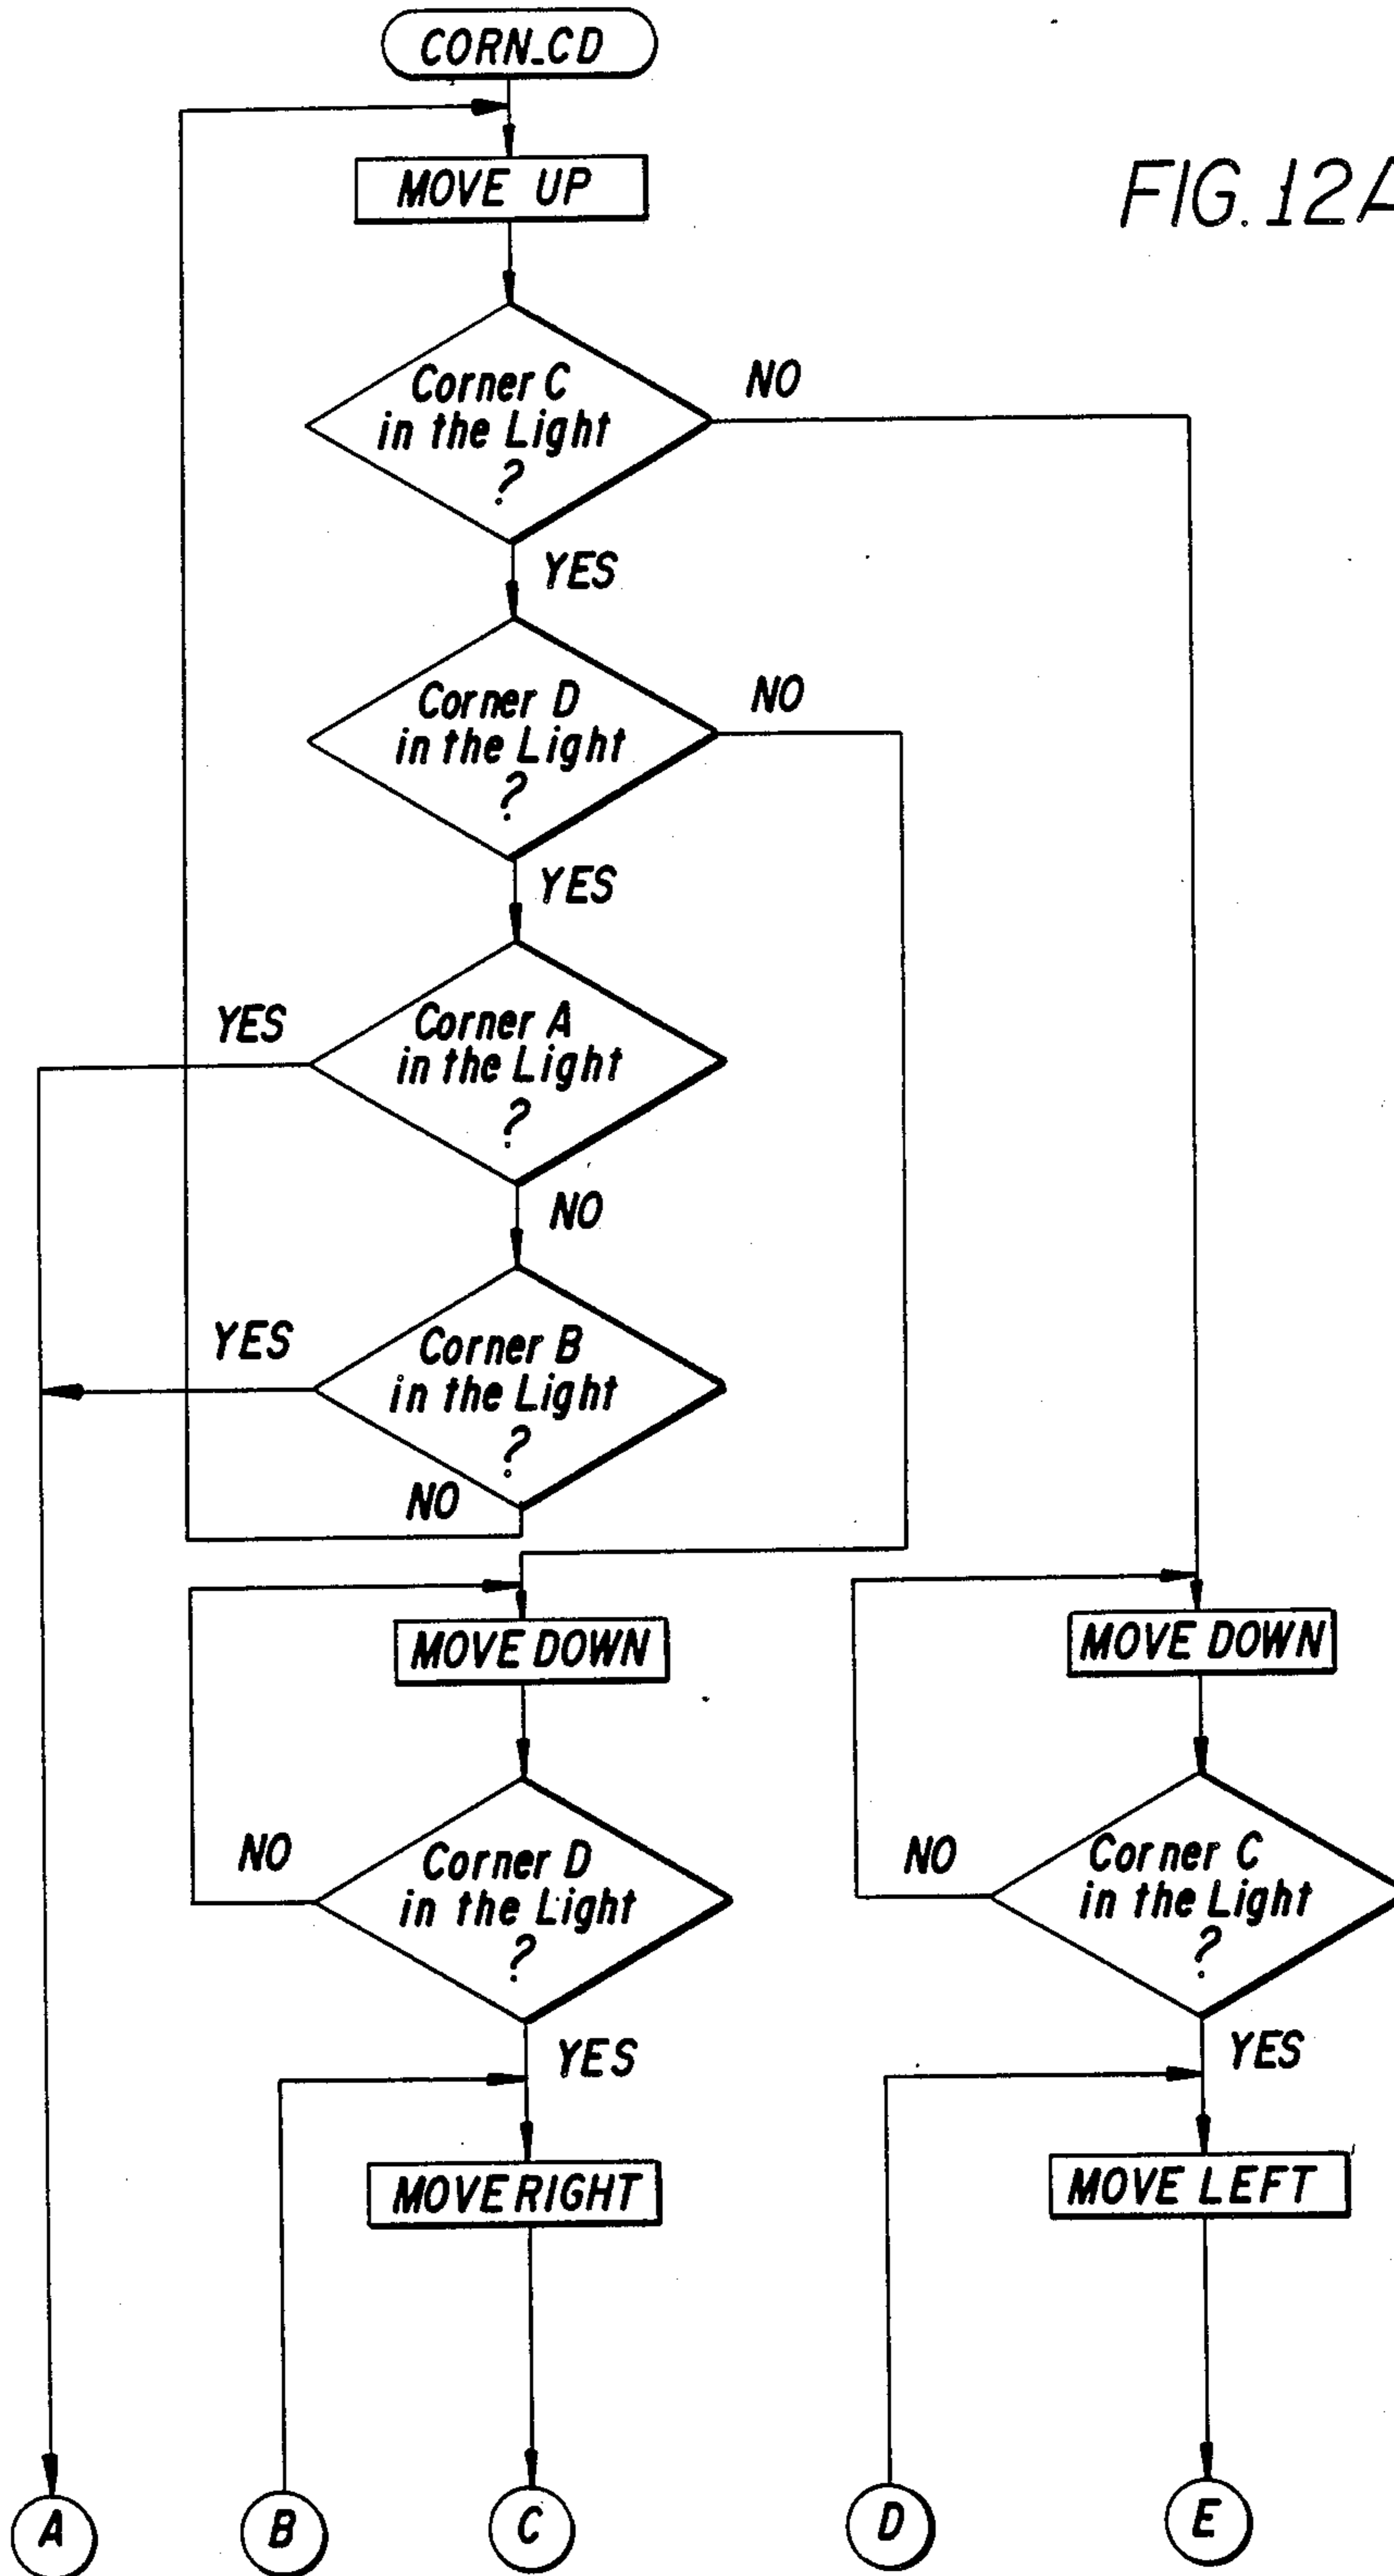 CORN_CD
MOVE UP
FIG. 12A
Corner C
in the Light
?
NO
YES
Corner D
in the Light
?
NO
YES
Corner A
in the Light
?
YES
NO
Corner B
in the Light
?
YES
NO
MOVE DOWN
MOVE DOWN
Corner D
in the Light
?
NO
YES
Corner C
in the Light
?
NO
YES
MOVE RIGHT
MOVE LEFT
A
B
C
D
E